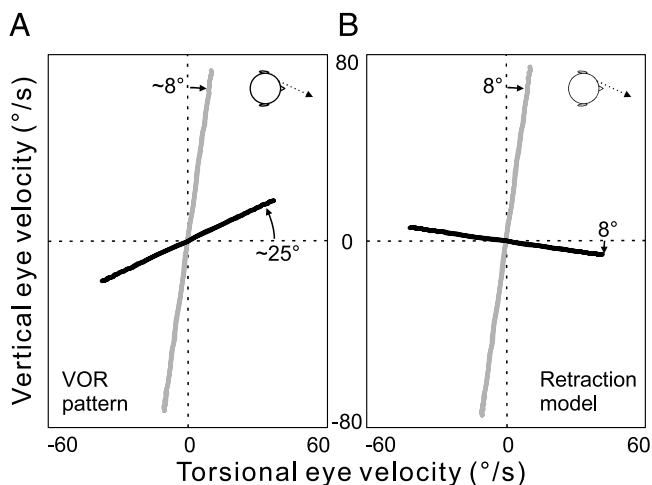 A
B
~8°
8°
80
~25°
8°
0
VOR
pattern
Retraction
model
-80
-60
0
60
-60
0
60
Vertical eye velocity (°/s)
Torsional eye velocity (°/s)